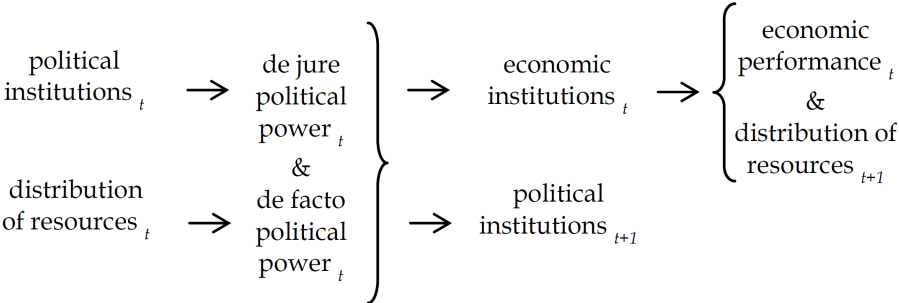 political
institutions t
distribution
of resources t
de jure
political
power t
&
de facto
political
power t
economic
institutions t
political
institutions t+1
economic
performance t
&
distribution of
resources t+1